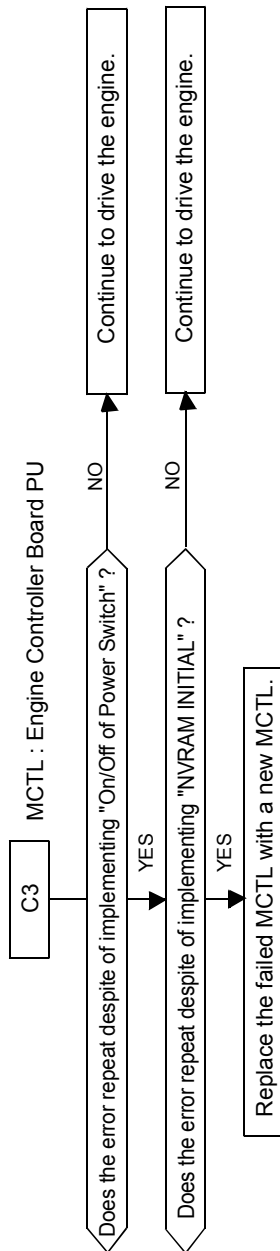 C3
MCTL : Engine Controller Board PU
Does the error repeat despite of implementing "On/Off of Power Switch" ?
NO
Continue to drive the engine.
YES
Does the error repeat despite of implementing "NVRAM INITIAL" ?
NO
Continue to drive the engine.
YES
Replace the failed MCTL with a new MCTL.